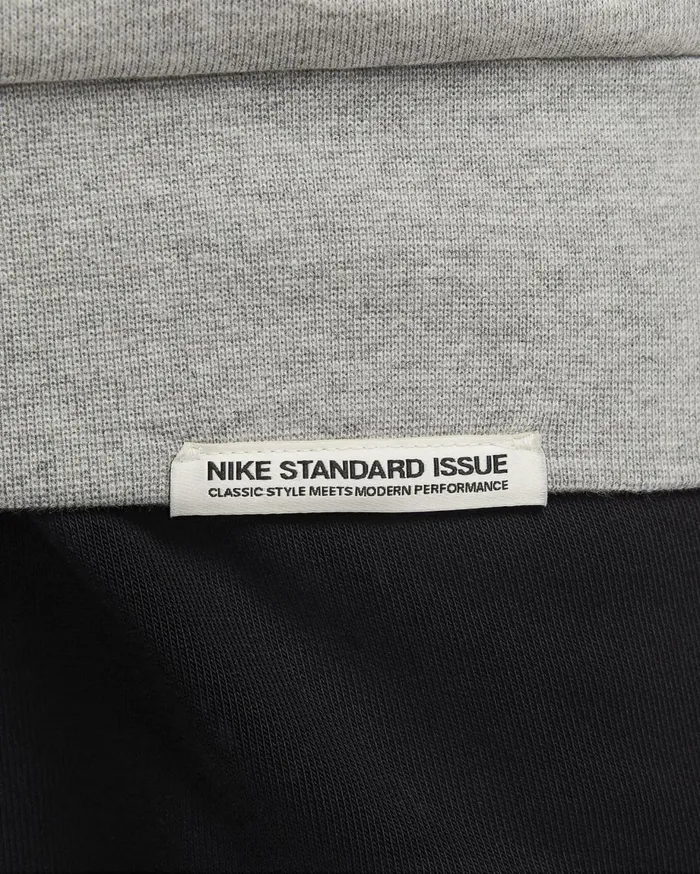 NIKE STANDARD ISSUE
CLASSIC STYLE MEETS MODERN PERFORMANCE